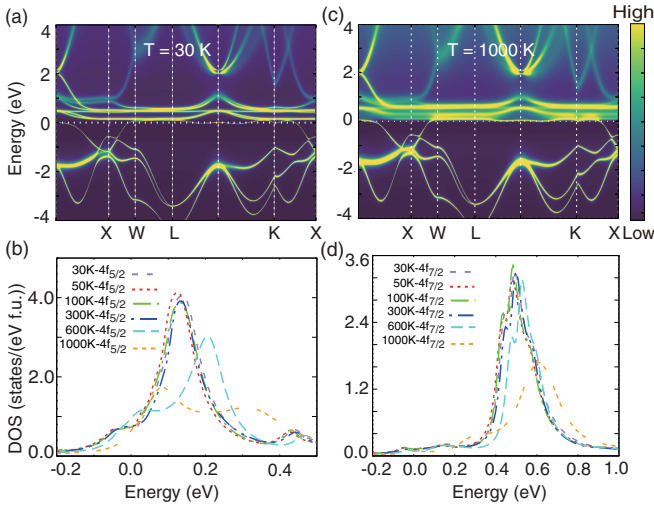 (a)
(c)
High
T = 30 K
T = 1000 K
Energy (eV)
4
2
0
-2
-4
4
2
0
-2
-4
X W L K X
X W L K X
Low
(b)
(d)
30K-4f5/2
50K-4f5/2
100K-4f5/2
300K-4f5/2
600K-4f5/2
1000K-4f5/2
30K-4f7/2
50K-4f7/2
100K-4f7/2
300K-4f7/2
600K-4f7/2
1000K-4f7/2
DOS (states/(eV f.u.))
4.0
2.0
0.0
3.6
2.4
1.2
0.0
-0.2 0.0 0.2 0.4
-0.2 0.0 0.2 0.4 0.6 0.8 1.0
Energy (eV)
Energy (eV)